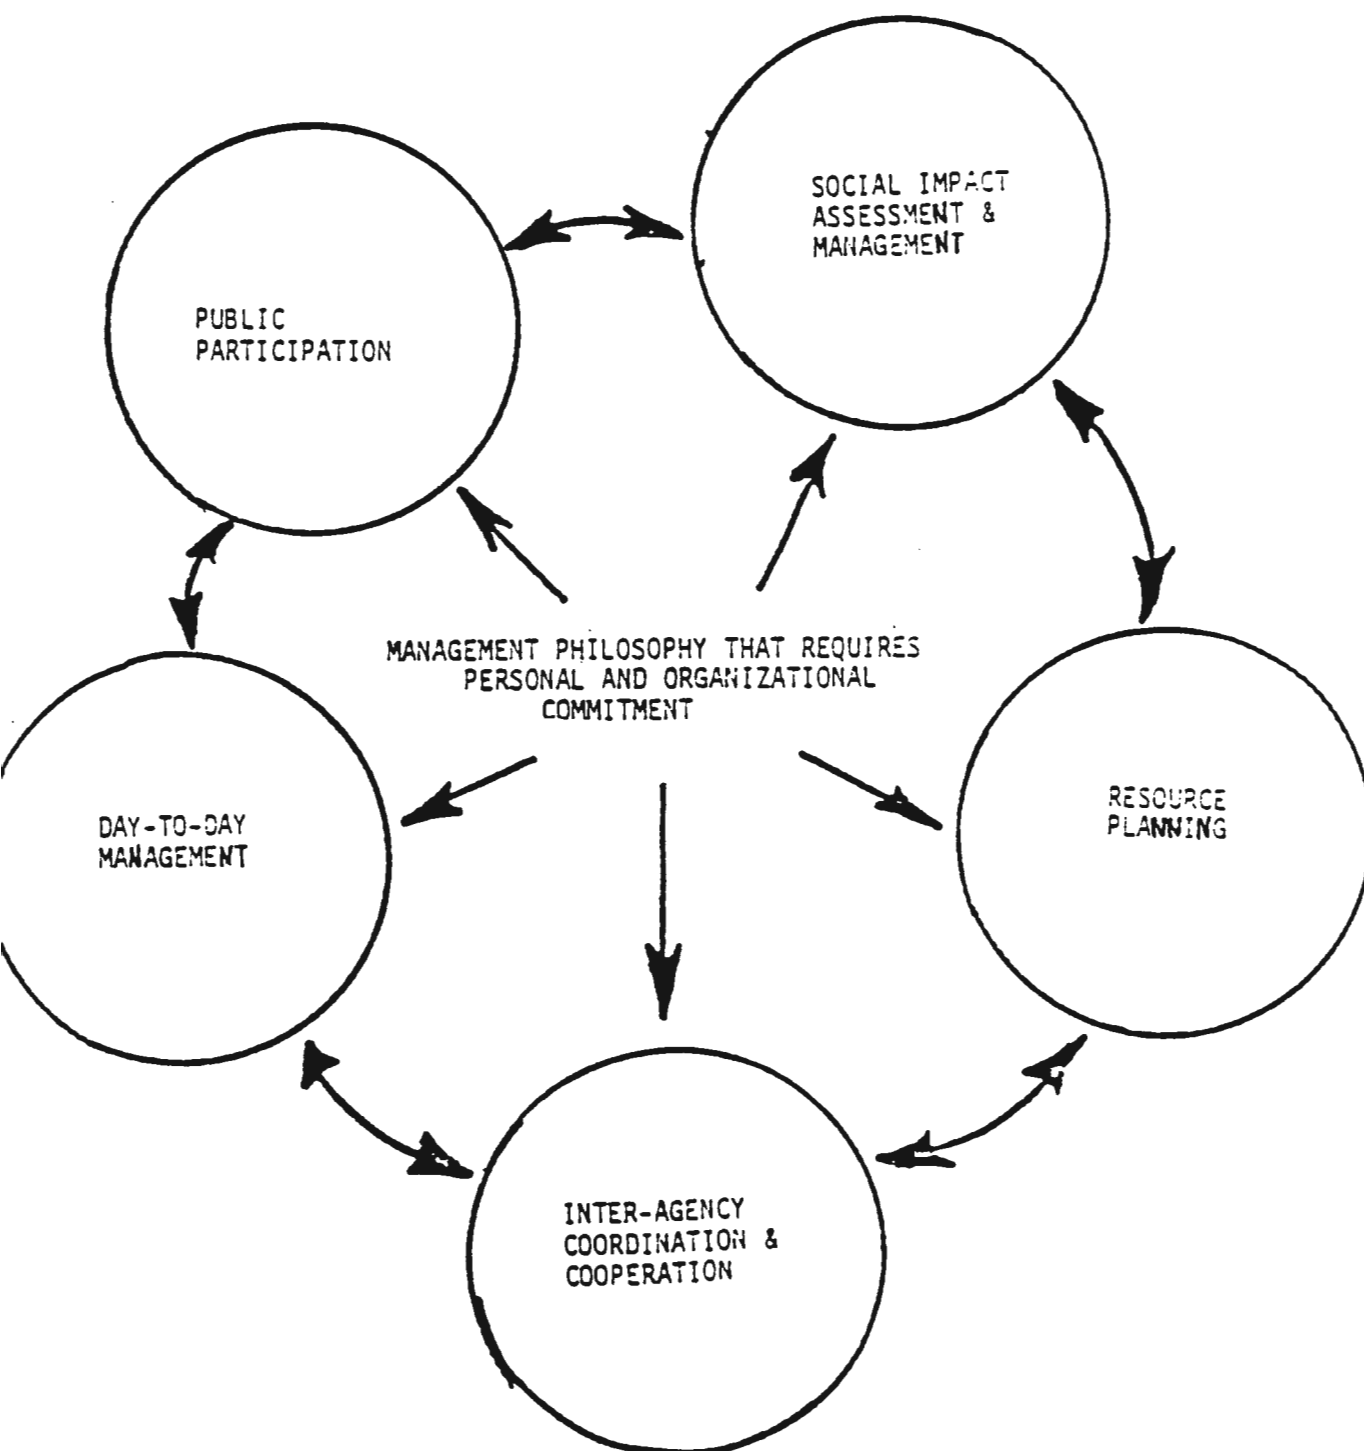 SOCIAL IMPACT
ASSESSMENT &
MANAGEMENT
PUBLIC
PARTICIPATION
MANAGEMENT PHILOSOPHY THAT REQUIRES
PERSONAL AND ORGANIZATIONAL
COMMITMENT
DAY-TO-DAY
MANAGEMENT
RESOURCE
PLANNING
INTER-AGENCY
COORDINATION &
COOPERATION